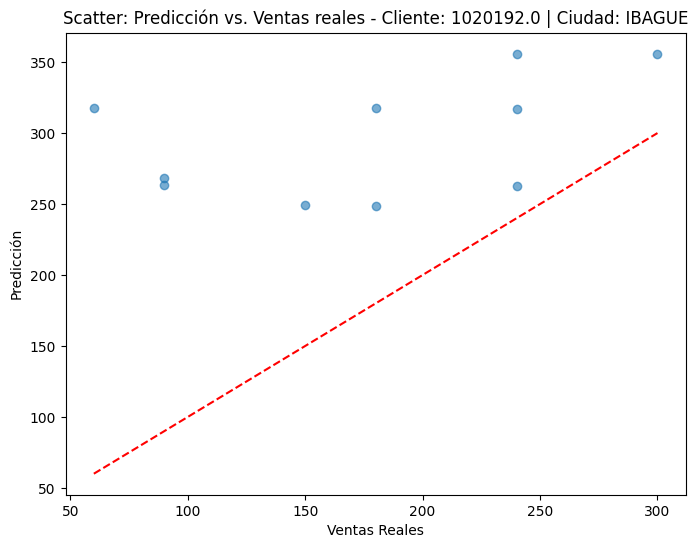 Scatter: Predicción vs. Ventas reales - Cliente: 1020192.0 | Ciudad: IBAGUE
350
300
250
200
150
100
50
Predicción
50 100 150 200 250 300
Ventas Reales